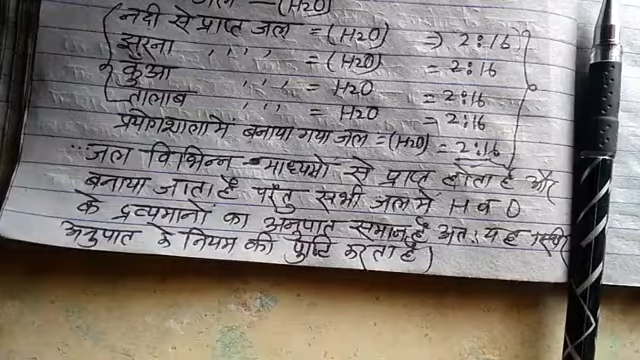 जल - (H2O)
नदी से प्राप्त जल = (H2O) ⇒ 2:16
झरना ,, ,, = (H2O) = 2:16
कुआ ,, ,, = H2O = 2:16
तालाब ,, ,, = H2O = 2:16
प्रयोगशाला में बनाया गया जल = (H2O) = 2:16
∴ जल विभिन्न माध्यमो से प्राप्त होता है और
बनाया जाता है परंतु सभी जल में H व O
के द्रव्यमानों का अनुपात समान है अतः यह स्थिर
अनुपात के नियम की पुष्टि करता है)